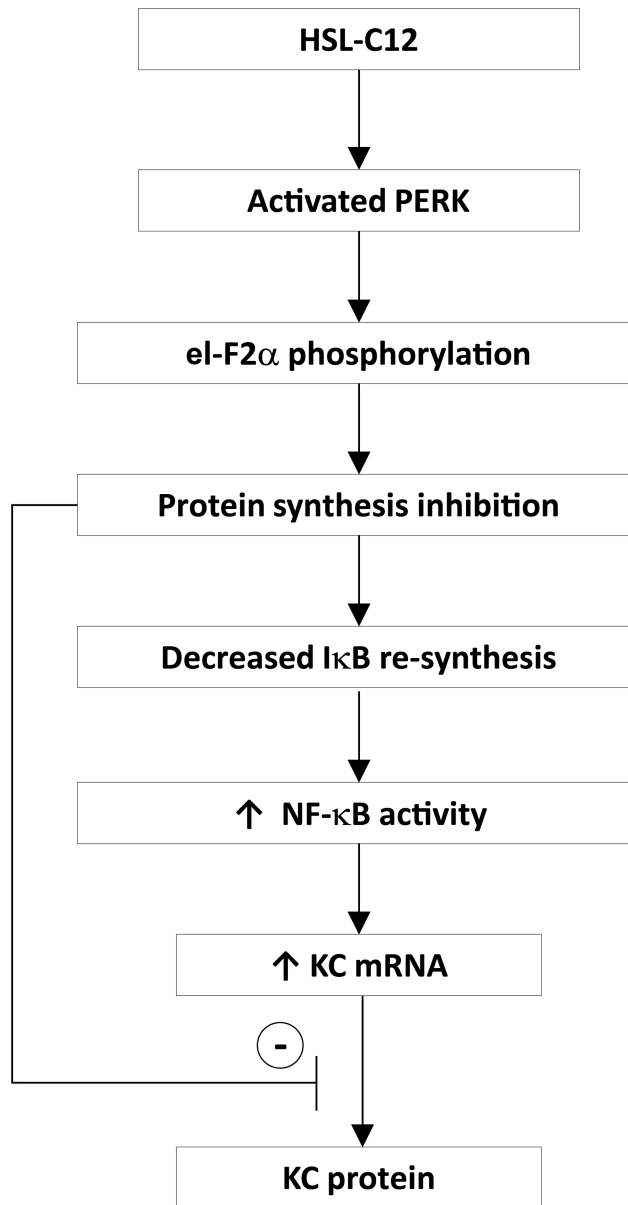 HSL-C12
Activated PERK
el-F2α phosphorylation
Protein synthesis inhibition
Decreased IκB re-synthesis
↑ NF-κB activity
↑ KC mRNA
-
KC protein